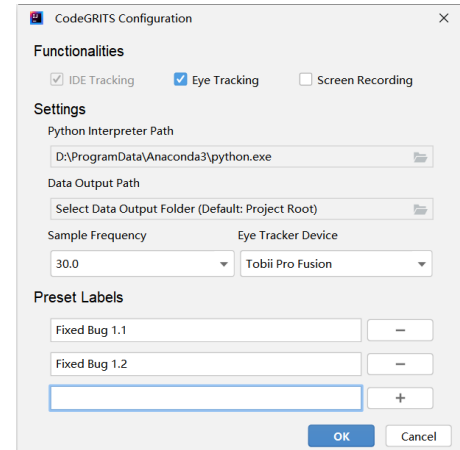 CodeGRITS Configuration
Functionalities
IDE Tracking
Eye Tracking
Screen Recording
Settings
Python Interpreter Path
D:\ProgramData\Anaconda3\python.exe
Data Output Path
Select Data Output Folder (Default: Project Root)
Sample Frequency
Eye Tracker Device
30.0
Tobii Pro Fusion
Preset Labels
Fixed Bug 1.1
Fixed Bug 1.2
OK
Cancel